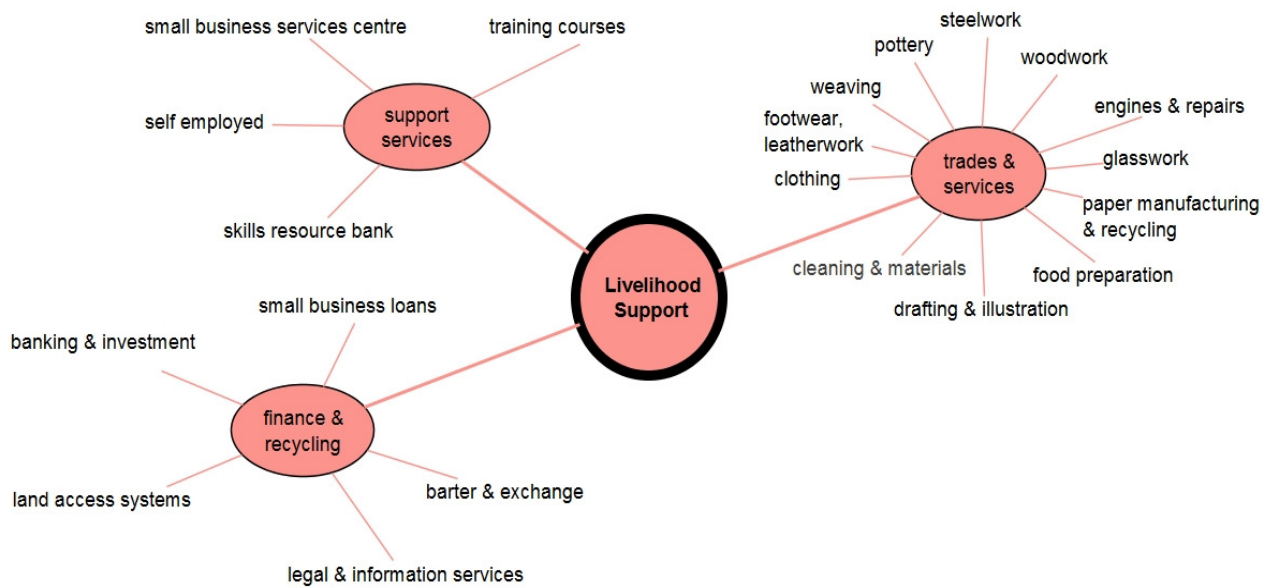 small business services centre
training courses
self employed
support
services
skills resource bank
steelwork
pottery
woodwork
weaving
engines & repairs
footwear,
leatherwork
trades &
services
glasswork
clothing
paper manufacturing
& recycling
cleaning & materials
food preparation
drafting & illustration
Livelihood
Support
small business loans
banking & investment
finance &
recycling
land access systems
barter & exchange
legal & information services